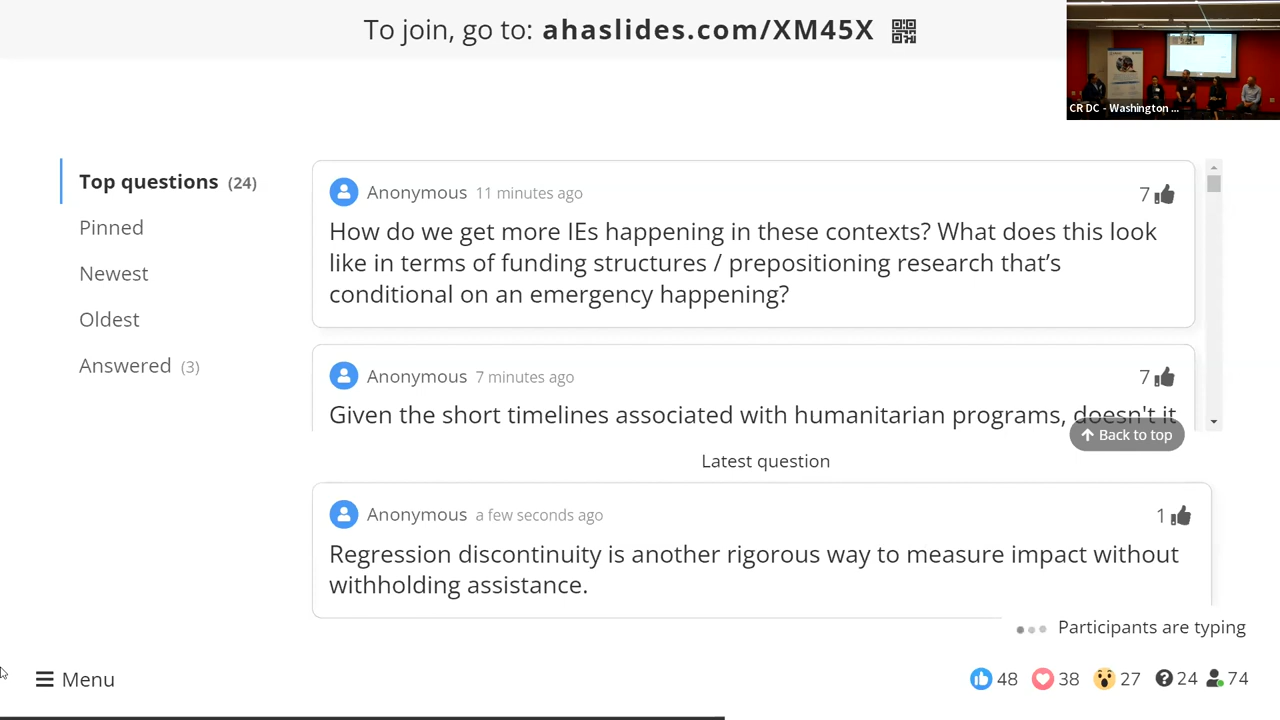 To join, go to: ahaslides.com/XM45X
CR DC - Washington ...
Top questions (24)
Pinned
Newest
Oldest
Answered (3)
Anonymous 11 minutes ago 7
How do we get more IEs happening in these contexts? What does this look
like in terms of funding structures / prepositioning research that’s
conditional on an emergency happening?
Anonymous 7 minutes ago 7
Given the short timelines associated with humanitarian programs, doesn't it
Back to top
Latest question
Anonymous a few seconds ago 1
Regression discontinuity is another rigorous way to measure impact without
withholding assistance.
Participants are typing
Menu
48 38 27 24 74